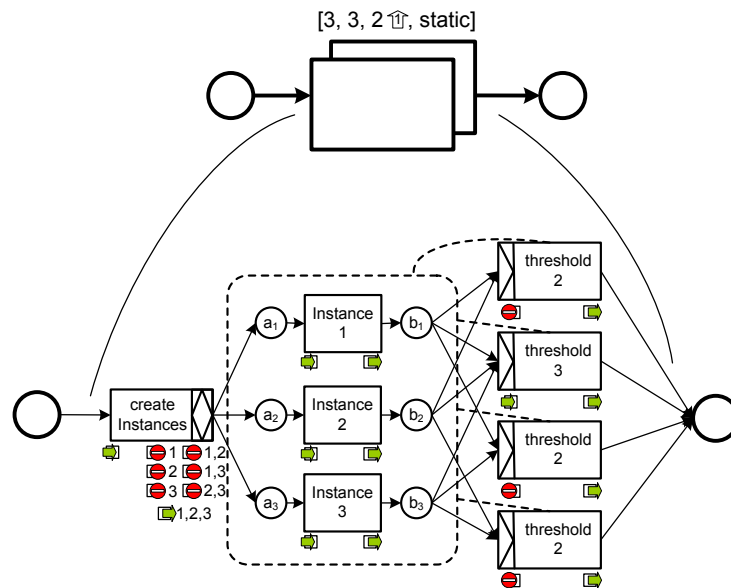 [3, 3, 2 1, static]
threshold
2
a1
Instance
1
b1
threshold
3
create
Instances
a2
Instance
2
b2
1 1,2
2 1,3
3 2,3
1,2,3
threshold
2
a3
Instance
3
b3
threshold
2